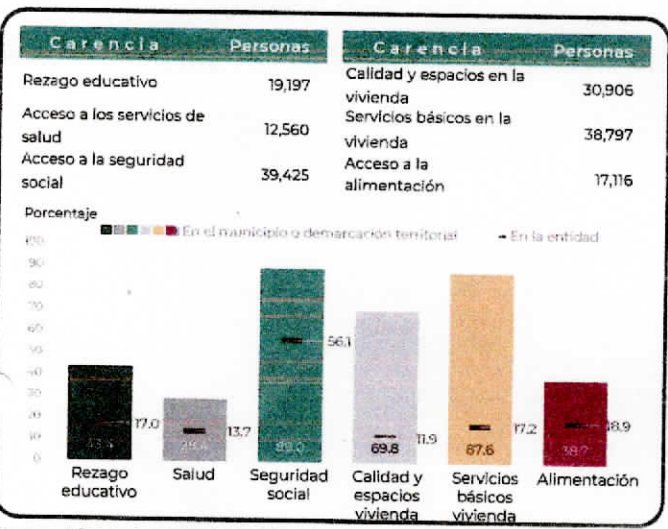 Carencia Personas
Rezago educativo 19,197
Acceso a los servicios de
salud 12,560
Acceso a la seguridad
social 39,425
Carencia Personas
Calidad y espacios en la
vivienda 30,906
Servicios básicos en la
vivienda 38,797
Acceso a la
alimentación 17,116
Porcentaje
En el municipio o demarcación territorial
En la entidad
100
90
80
70
60
50
40
30
20
10
0
17.0
13.7
56.1
11.9
17.2
18.9
43.4
89.0
69.8
87.6
38.7
Rezago
educativo
Salud
Seguridad
social
Calidad y
espacios
vivienda
Servicios
básicos
vivienda
Alimentación